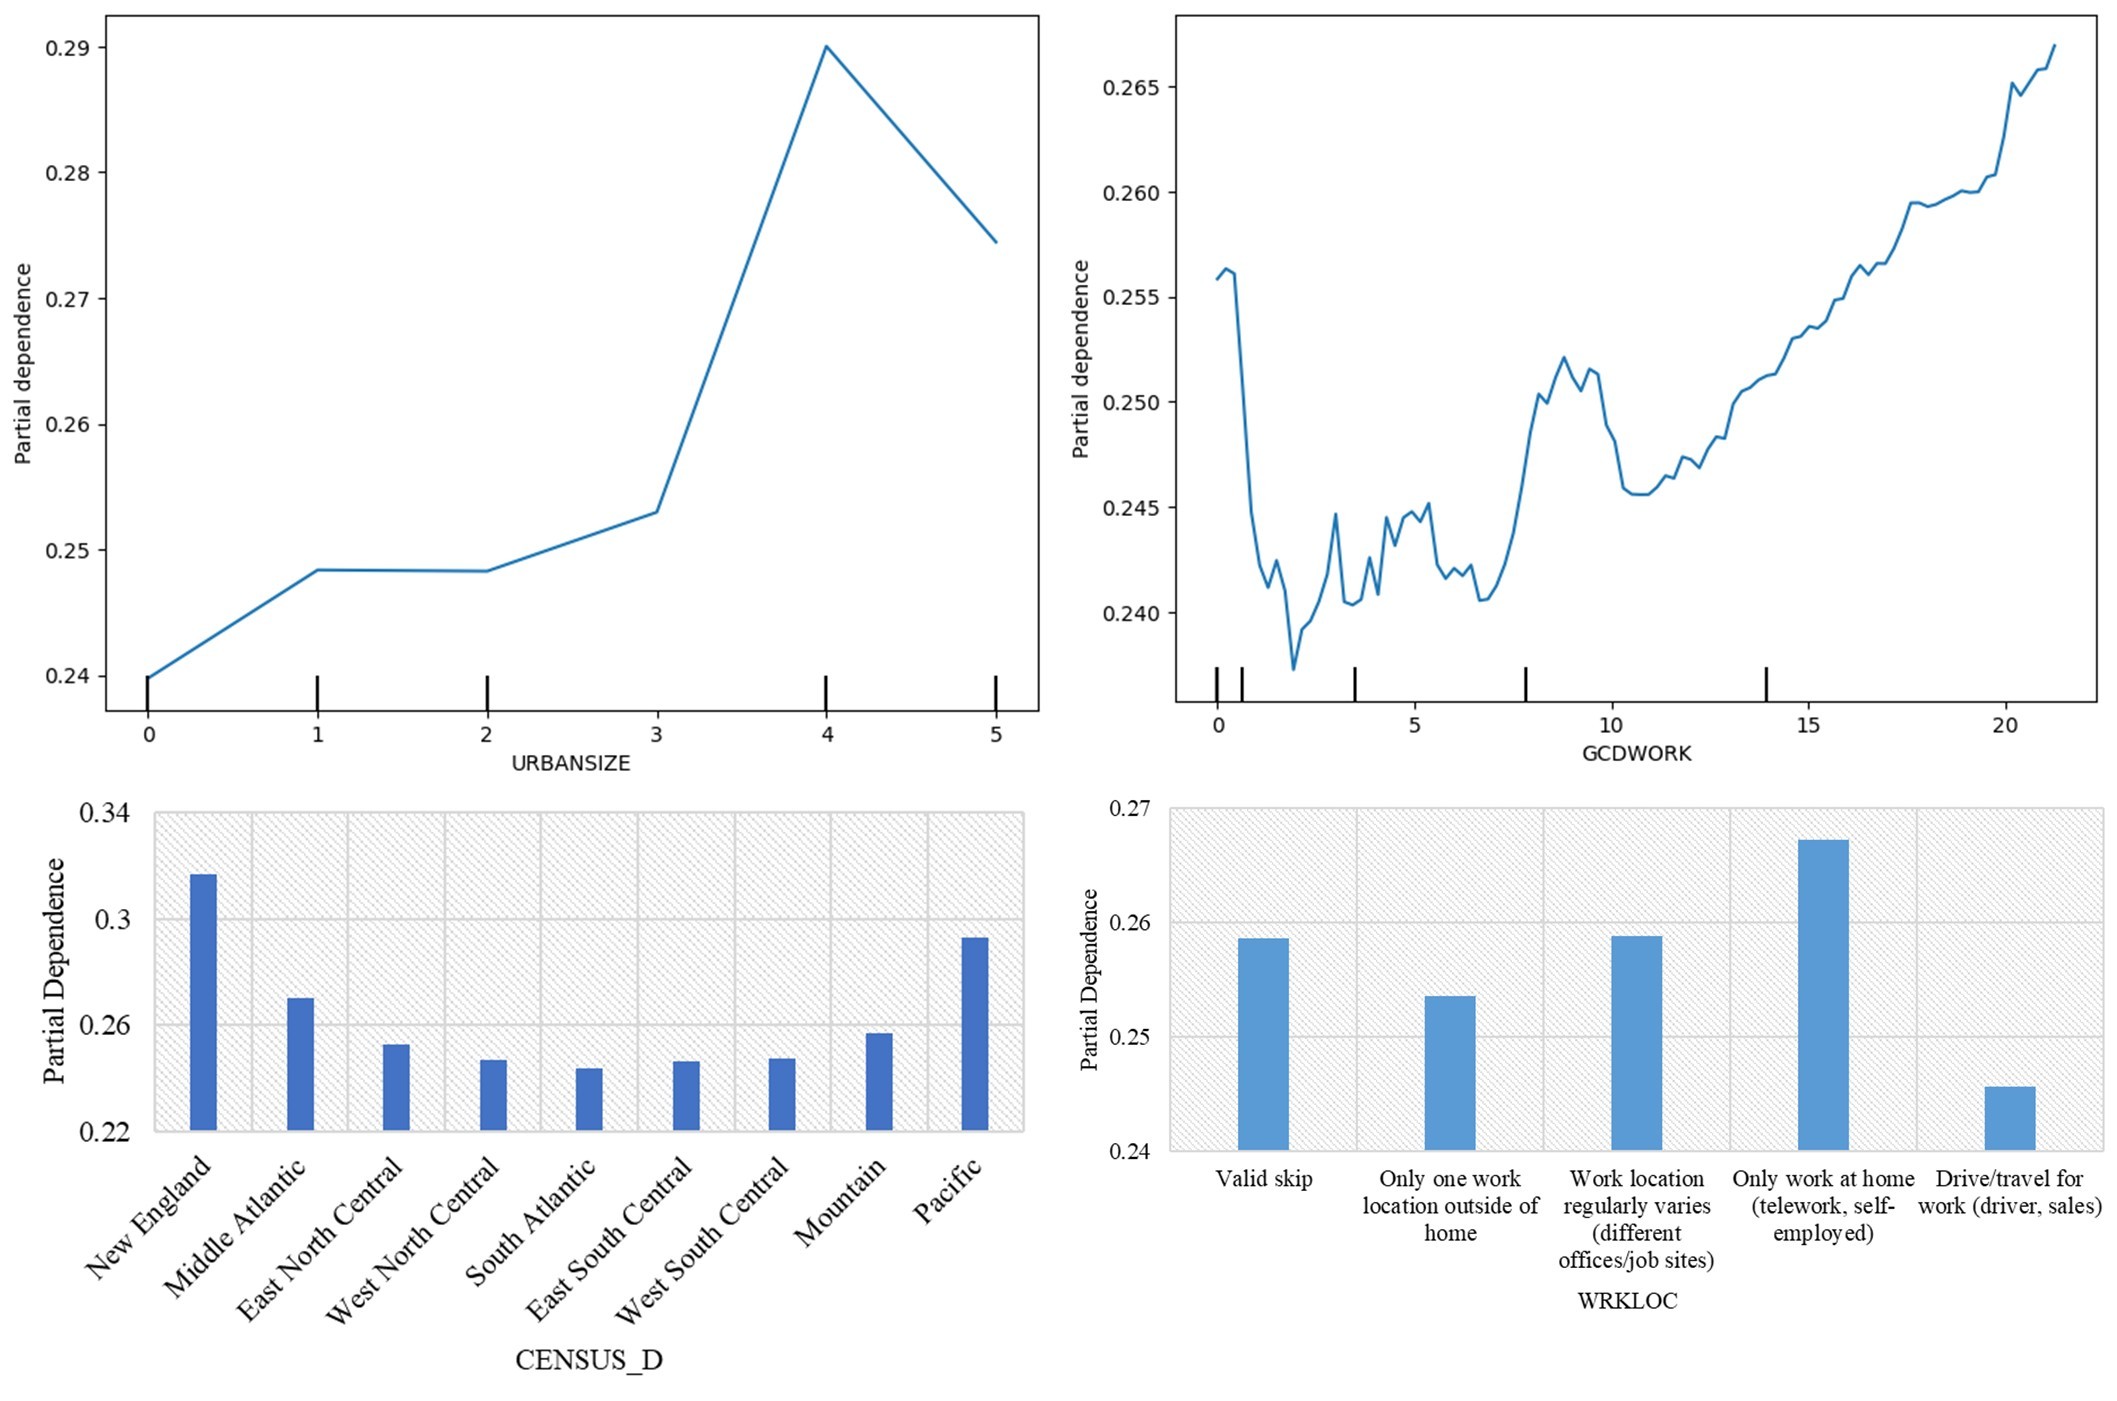 0.29
0.28
0.27
0.26
0.25
0.24
Partial dependence
0 1 2 3 4 5
URBANSIZE
0.265
0.260
0.255
0.250
0.245
0.240
Partial dependence
0 5 10 15 20
GCDWORK
0.34
0.3
0.26
0.22
Partial Dependence
New England
Middle Atlantic
East North Central
West North Central
South Atlantic
East South Central
West South Central
Mountain
Pacific
CENSUS_D
0.27
0.26
0.25
0.24
Partial Dependence
Valid skip
Only one work
location outside of
home
Work location
regularly varies
(different
offices/job sites)
Only work at home
(telework, self-
employed)
Drive/travel for
work (driver, sales)
WRKLOC